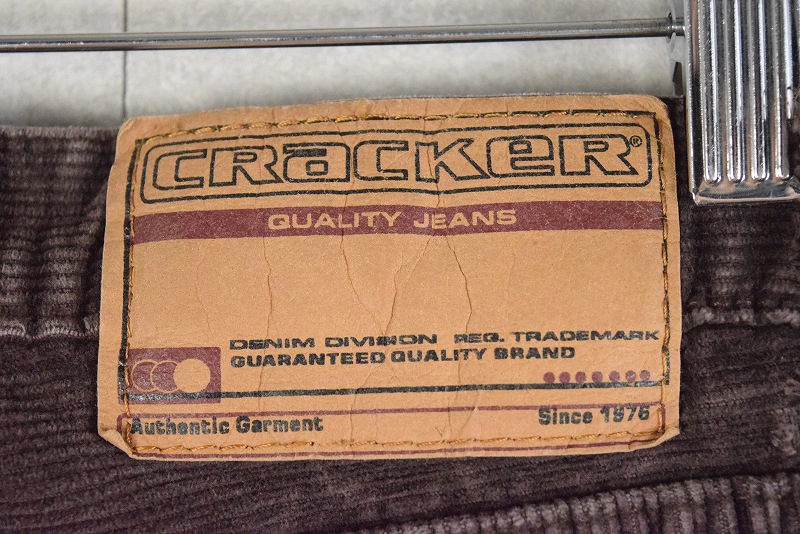 CRacKER®
QUALITY JEANS
DENIM DIVISION REG. TRADEMARK
GUARANTEED QUALITY BRAND
Authentic Garment Since 1976